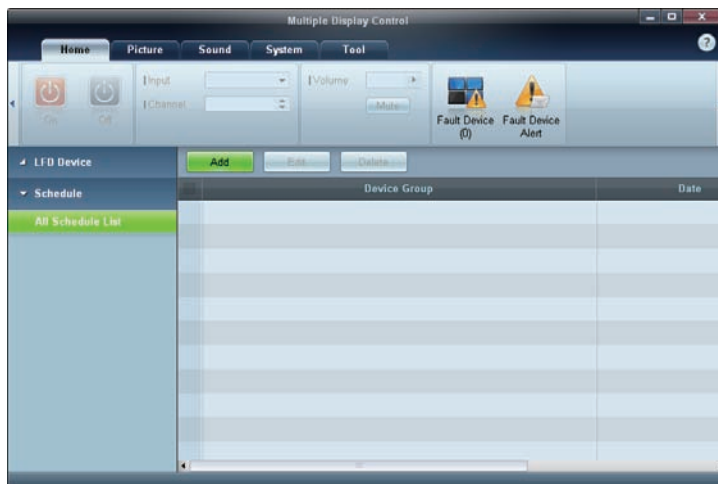 Multiple Display Control
Home Picture Sound System Tool
On Off
Input
Channel
Volume
Mute
Fault Device
(0)
Fault Device
Alert
LFD Device
Schedule
All Schedule List
Add Edit Delete
Device Group Date